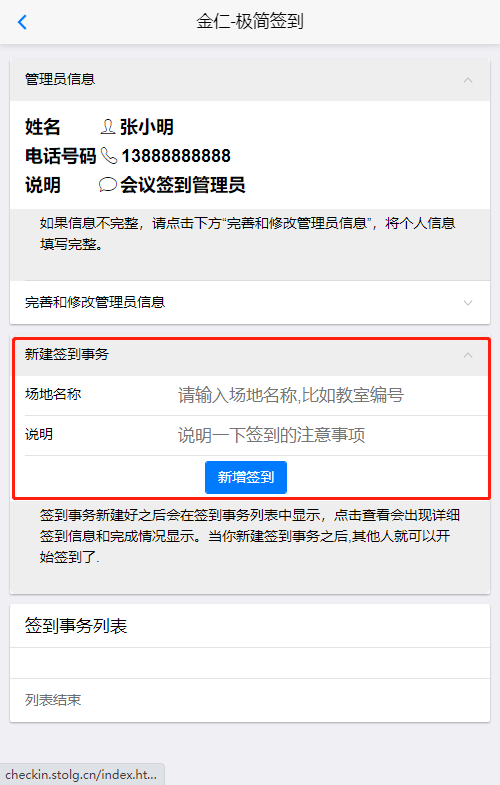 金仁-极简签到
管理员信息
姓名 张小明
电话号码 13888888888
说明 会议签到管理员
如果信息不完整，请点击下方“完善和修改管理员信息”，将个人信息
填写完整。
完善和修改管理员信息
新建签到事务
场地名称 请输入场地名称,比如教室编号
说明 说明一下签到的注意事项
新增签到
签到事务新建好之后会在签到事务列表中显示，点击查看会出现详细
签到信息和完成情况显示。当你新建签到事务之后,其他人就可以开
始签到了.
签到事务列表
列表结束
checkin.stolg.cn/index.ht...